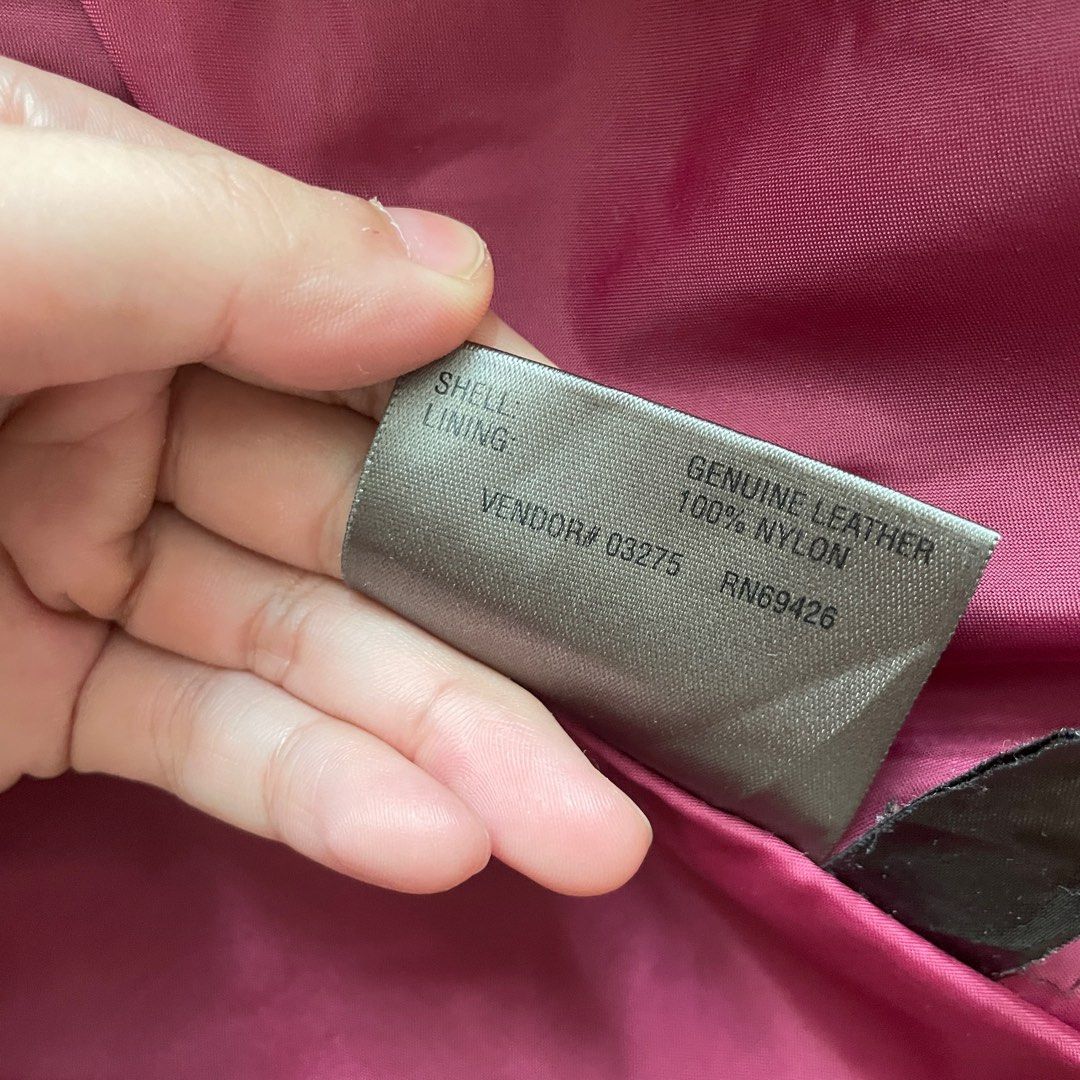 SHELL: GENUINE LEATHER
LINING: 100% NYLON
VENDOR# 03275 RN69426